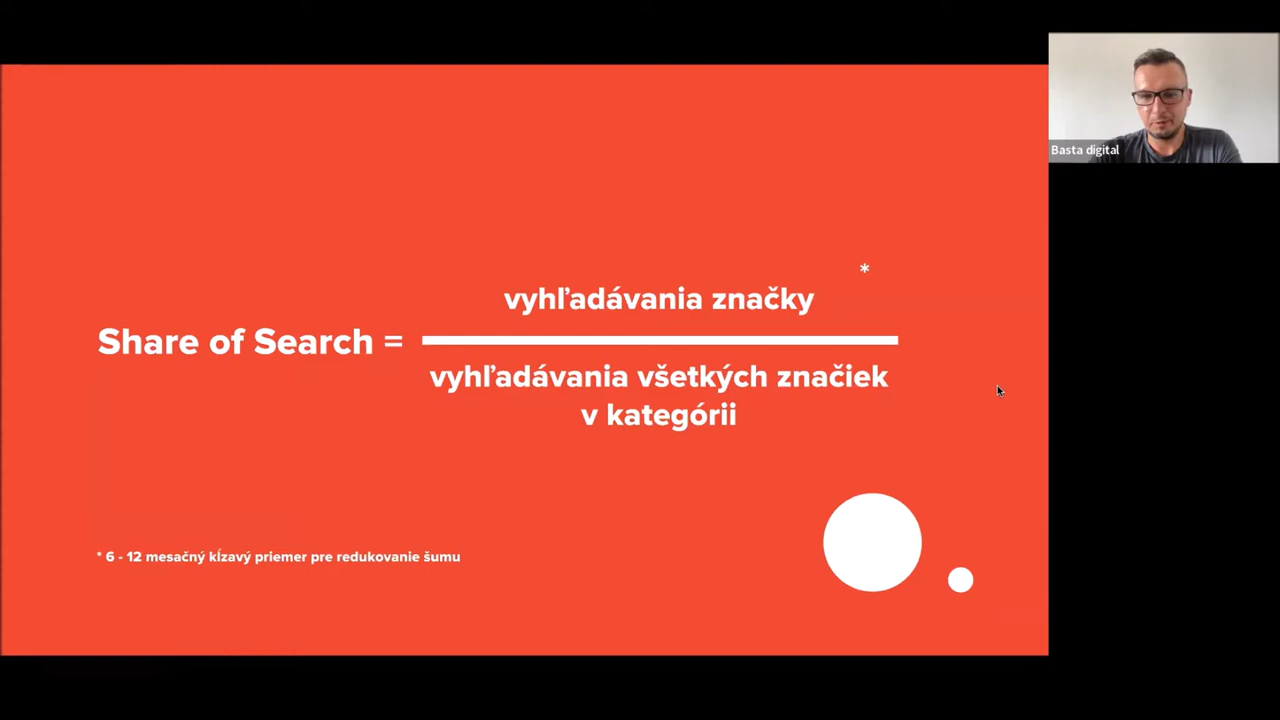 Basta digital
*
vyhľadávania značky
Share of Search =
vyhľadávania všetkých značiek
v kategórii
* 6 - 12 mesačný kĺzavý priemer pre redukovanie šumu